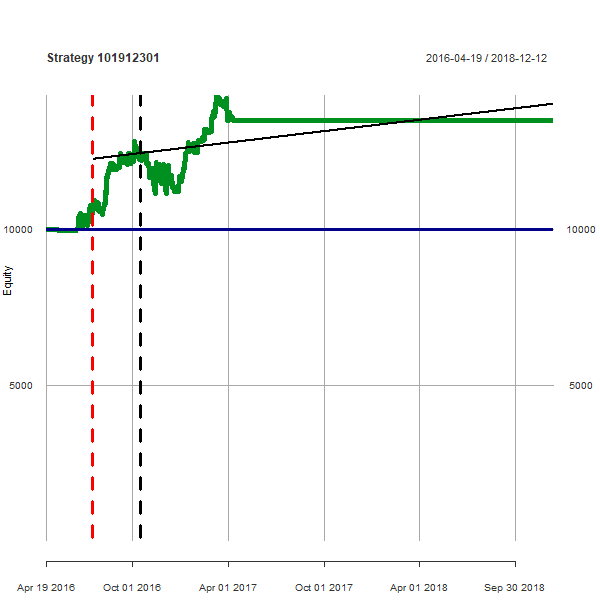 Strategy 101912301
2016-04-19 / 2018-12-12
10000
10000
Equity
5000
5000
Apr 19 2016
Oct 01 2016
Apr 01 2017
Oct 01 2017
Apr 01 2018
Sep 30 2018